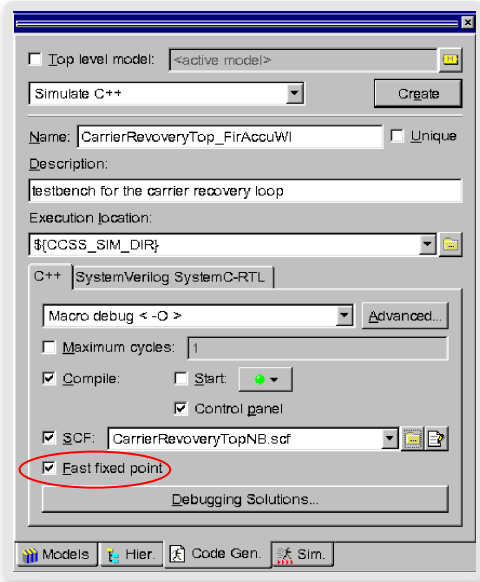 Top level model: <active model>
Simulate C++ Create
Name: CarrierRevoveryTop_FirAccuWl Unique
Description:
testbench for the carrier recovery loop
Execution location:
${CCSS_SIM_DIR}
C++ SystemVerilog SystemC-RTL
Macro debug < -O > Advanced...
Maximum cycles: 1
Compile: Start:
Control panel
SCF: CarrierRevoveryTopNB.scf
Fast fixed point
Debugging Solutions...
Models Hier. Code Gen. Sim.